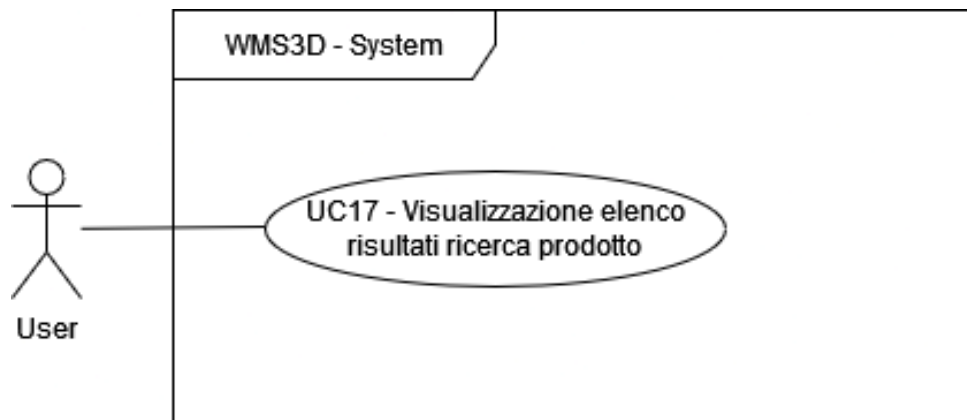 WMS3D - System
UC17 - Visualizzazione elenco
risultati ricerca prodotto
User